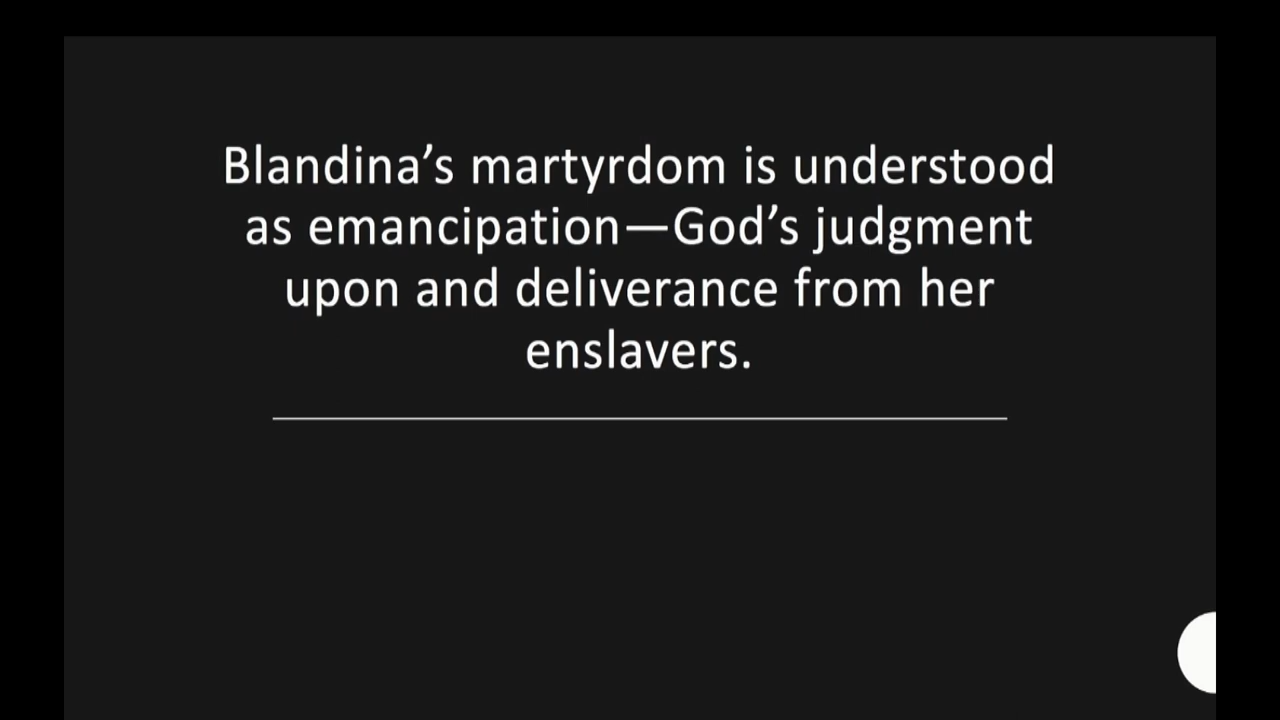 Blandina’s martyrdom is understood
as emancipation—God’s judgment
upon and deliverance from her
enslavers.